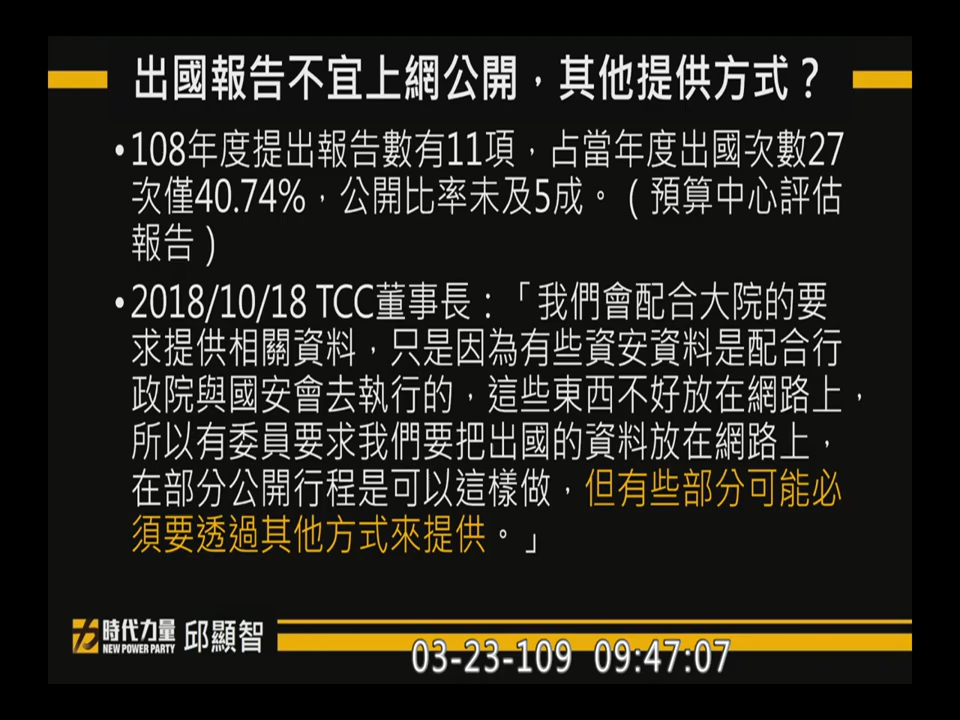 出國報告不宜上網公開，其他提供方式？
•108年度提出報告數有11項，占當年度出國次數27
次僅40.74%，公開比率未及5成。（預算中心評估
報告）
•2018/10/18 TCC董事長：「我們會配合大院的要
求提供相關資料，只是因為有些資安資料是配合行
政院與國安會去執行的，這些東西不好放在網路上，
所以有委員要求我們要把出國的資料放在網路上，
在部分公開行程是可以這樣做，但有些部分可能必
須要透過其他方式來提供。」
時代力量 邱顯智
NEW POWER PARTY
03-23-109 09:47:07